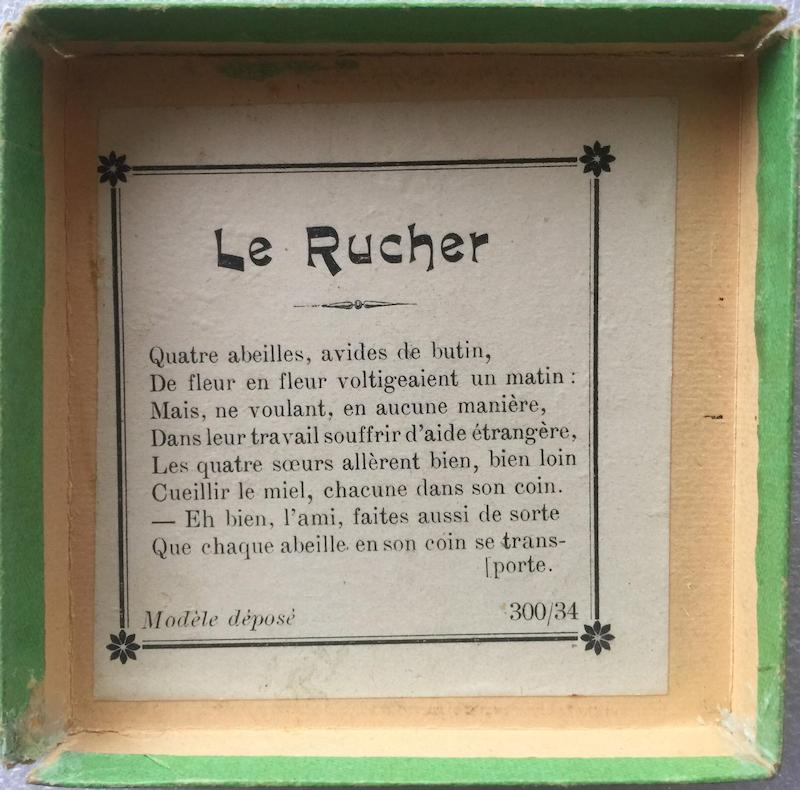 Le Rucher
Quatre abeilles, avides de butin,
De fleur en fleur voltigeaient un matin :
Mais, ne voulant, en aucune manière,
Dans leur travail souffrir d'aide étrangère,
Les quatre sœurs allèrent bien, bien loin
Cueillir le miel, chacune dans son coin.
— Eh bien, l'ami, faites aussi de sorte
Que chaque abeille en son coin se trans-
[porte.
Modèle déposé 300/34